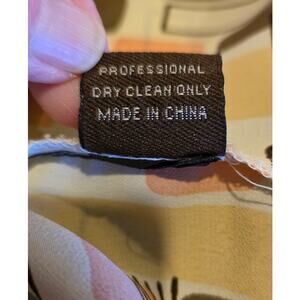 PROFESSIONAL
DRY CLEAN ONLY
MADE IN CHINA